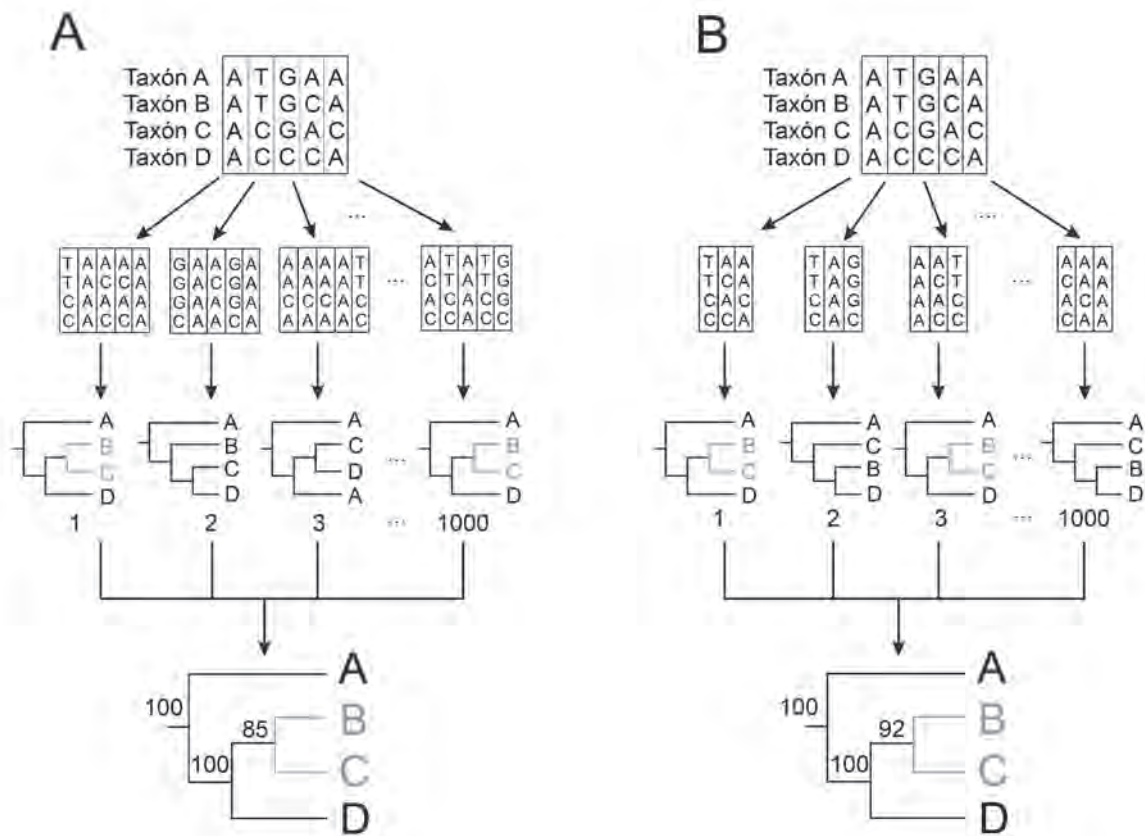 A
Taxón A A T G A A
Taxón B A T G C A
Taxón C A C G A C
Taxón D A C C C A
...
T A A A A
T A C C A
C A A A A
C A C C A
G A A G A
G A C G A
G A A G A
C A C C A
A A A A T
A A C A T
C A A A C
A A C A C
...
A T A T G
C T A T G
A C A C G
C C A C C
A
B
C
D
1
A
B
C
D
2
A
C
D
A
3
...
...
A
B
C
D
1000
100
85
100
A
B
C
D
B
Taxón A A T G A A
Taxón B A T G C A
Taxón C A C G A C
Taxón D A C C C A
...
T A A
T C A
C A C
C C A
T A G
T A G
C A G
C A C
A A T
A C T
A A C
A C C
...
A A A
C A A
A C A
C A A
A
B
C
D
1
A
C
B
D
2
A
B
C
D
3
...
...
A
C
B
D
1000
100
92
100
A
B
C
D